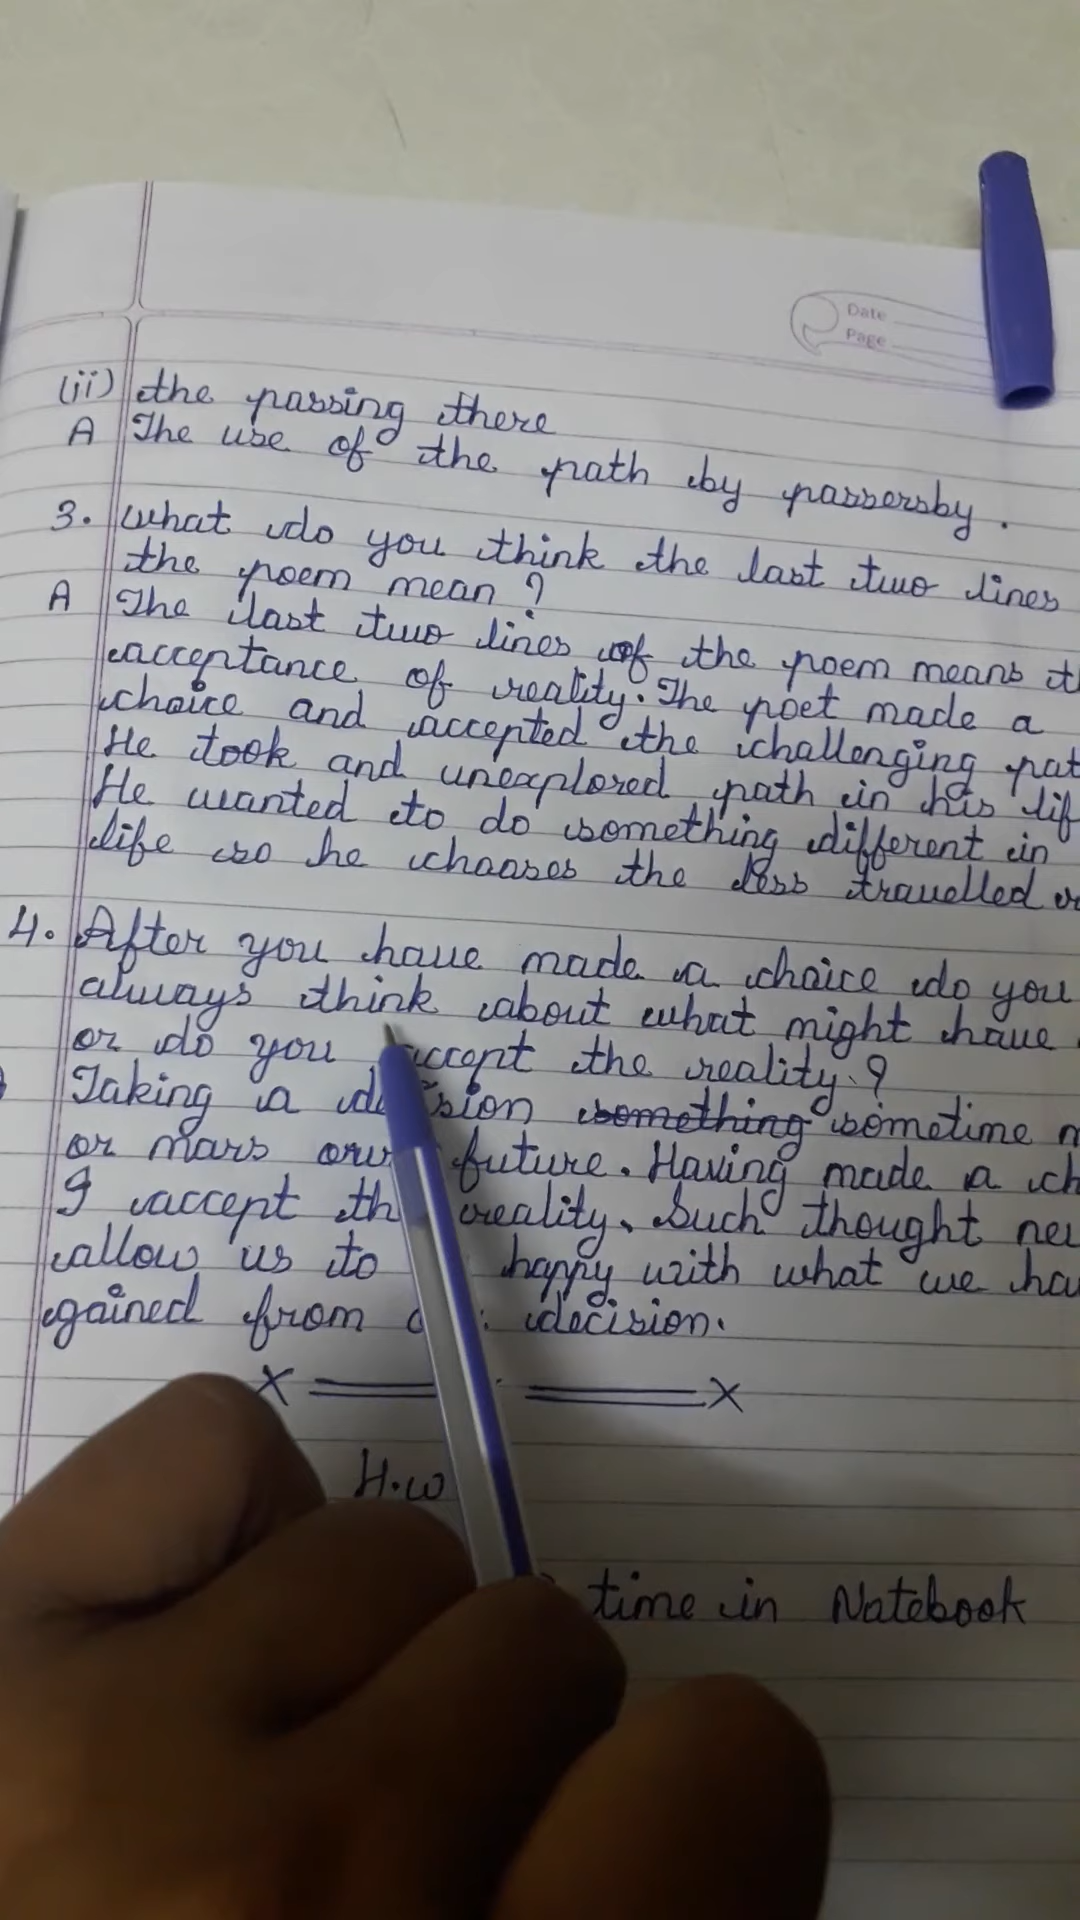 Date
Page
(ii) the passing there
A The use of the path by passersby.
3. What do you think the last two lines
the poem mean ?
A The last two lines of the poem means
acceptance of reality. The poet made a
choice and accepted the challenging
He took and unexplored path in his
He wanted to do something different in
life so he chooses the less travelled
4. After you have made a choice do you
always think about what might have
or do you accept the reality. ?
Taking a something sometime
or mars future. Having made a
I accept reality. Such thought
allow us to happy with what we
gained from decision.
X X
H.W
time in Notebook